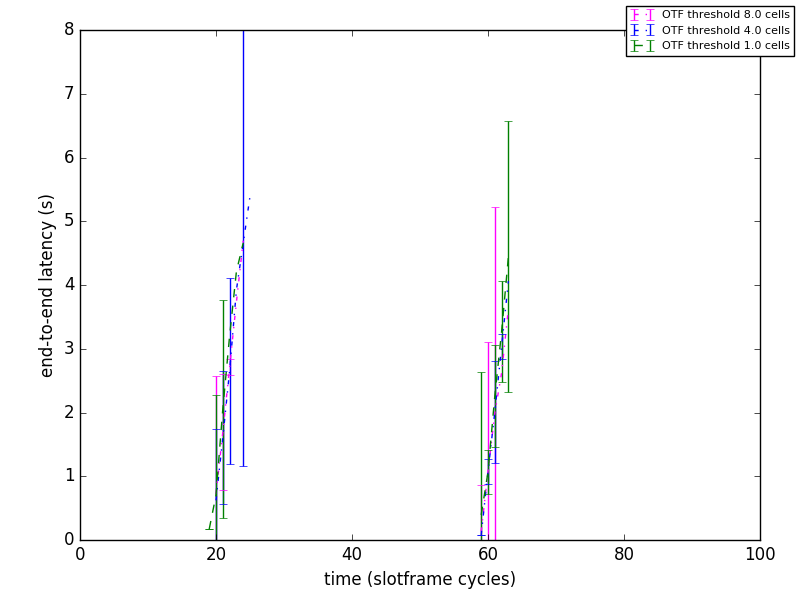 OTF threshold 8.0 cells
OTF threshold 4.0 cells
OTF threshold 1.0 cells
8
7
6
5
4
3
2
1
0
end-to-end latency (s)
0 20 40 60 80 100
time (slotframe cycles)